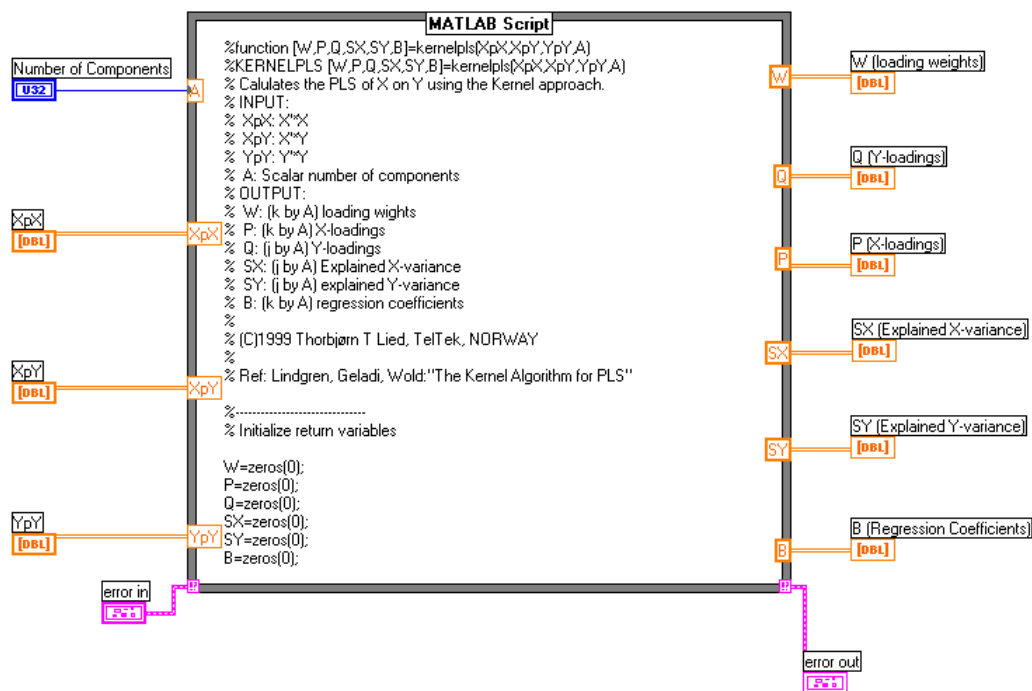 MATLAB Script
Number of Components
U32
A
XpX
[DBL]
XpX
XpY
[DBL]
XpY
YpY
[DBL]
YpY
error in
%function [W,P,Q,SX,SY,B]=kernelpls(XpX,XpY,YpY,A)
%KERNELPLS [W,P,Q,SX,SY,B]=kernelpls(XpX,XpY,YpY,A)
% Calulates the PLS of X on Y using the Kernel approach.
% INPUT:
% XpX: X'*X
% XpY: X'*Y
% YpY: Y'*Y
% A: Scalar number of components
% OUTPUT:
% W: (k by A) loading wights
% P: (k by A) X-loadings
% Q: (j by A) Y-loadings
% SX: (j by A) Explained X-variance
% SY: (j by A) explained Y-variance
% B: (k by A) regression coefficients
%
% (C)1999 Thorbjørn T Lied, TelTek, NORWAY
%
% Ref: Lindgren, Geladi, Wold:"The Kernel Algorithm for PLS"
%------------------------------
% Initialize return variables
W=zeros(0);
P=zeros(0);
Q=zeros(0);
SX=zeros(0);
SY=zeros(0);
B=zeros(0);
W
W (loading weights)
[DBL]
Q
Q (Y-loadings)
[DBL]
P
P (X-loadings)
[DBL]
SX
SX (Explained X-variance)
[DBL]
SY
SY (Explained Y-variance)
[DBL]
B
B (Regression Coefficients)
[DBL]
error out